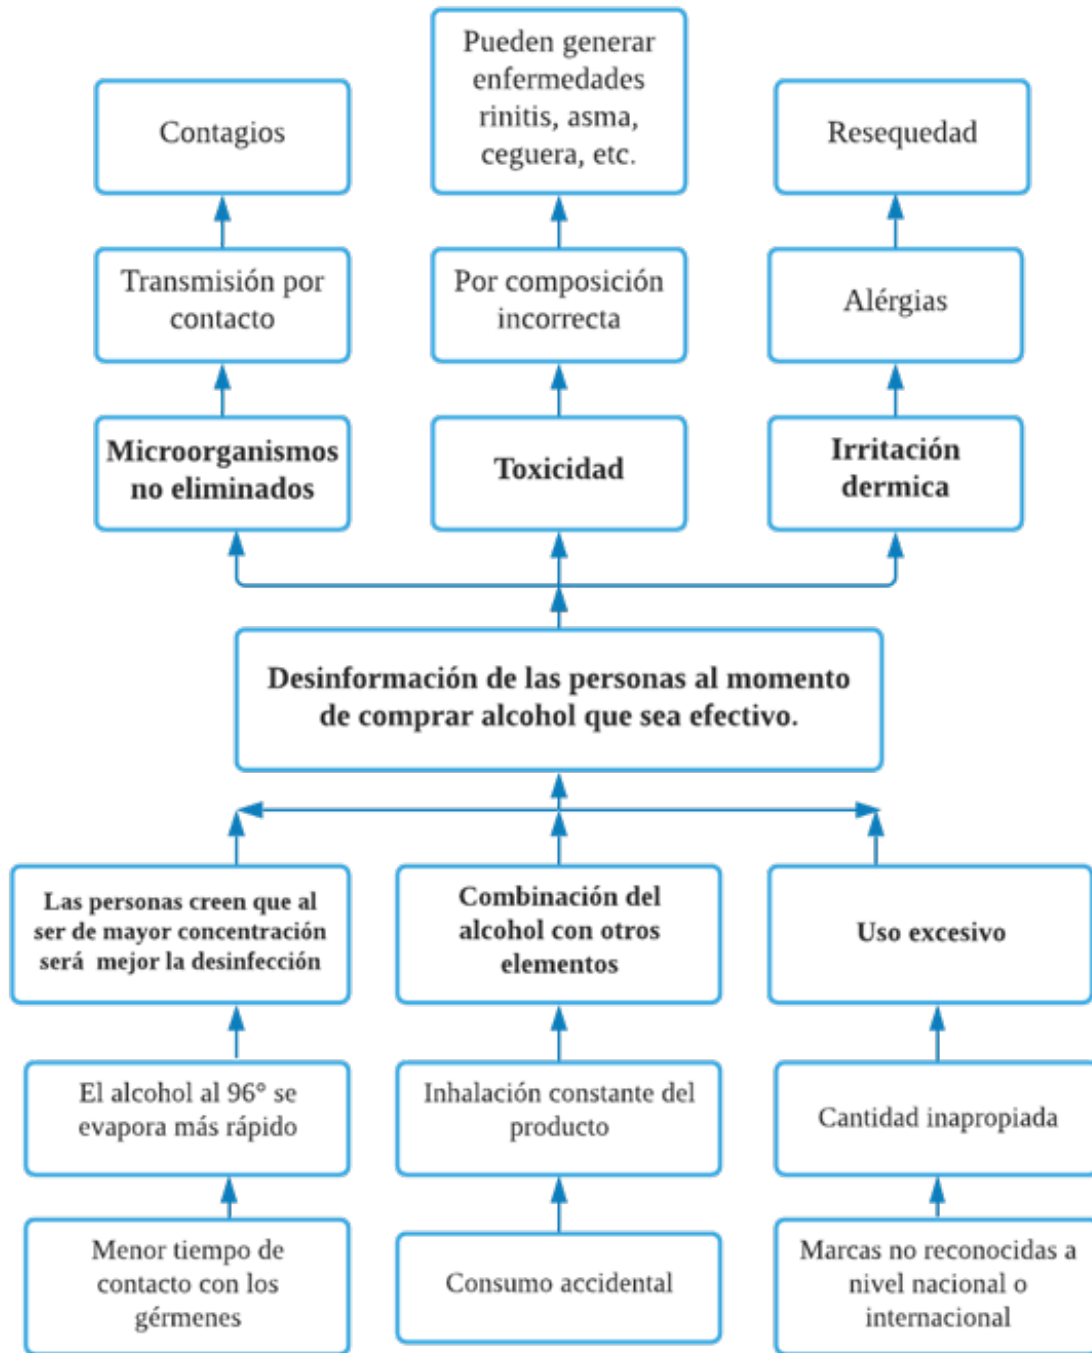 Contagios
Pueden generar
enfermedades
rinitis, asma,
ceguera, etc.
Resequedad
Transmisión por
contacto
Por composición
incorrecta
Alérgias
Microorganismos
no eliminados
Toxicidad
Irritación
dermica
Desinformación de las personas al momento
de comprar alcohol que sea efectivo.
Las personas creen que al
ser de mayor concentración
será mejor la desinfección
Combinación del
alcohol con otros
elementos
Uso excesivo
El alcohol al 96° se
evapora más rápido
Inhalación constante del
producto
Cantidad inapropiada
Menor tiempo de
contacto con los
gérmenes
Consumo accidental
Marcas no reconocidas a
nivel nacional o
internacional